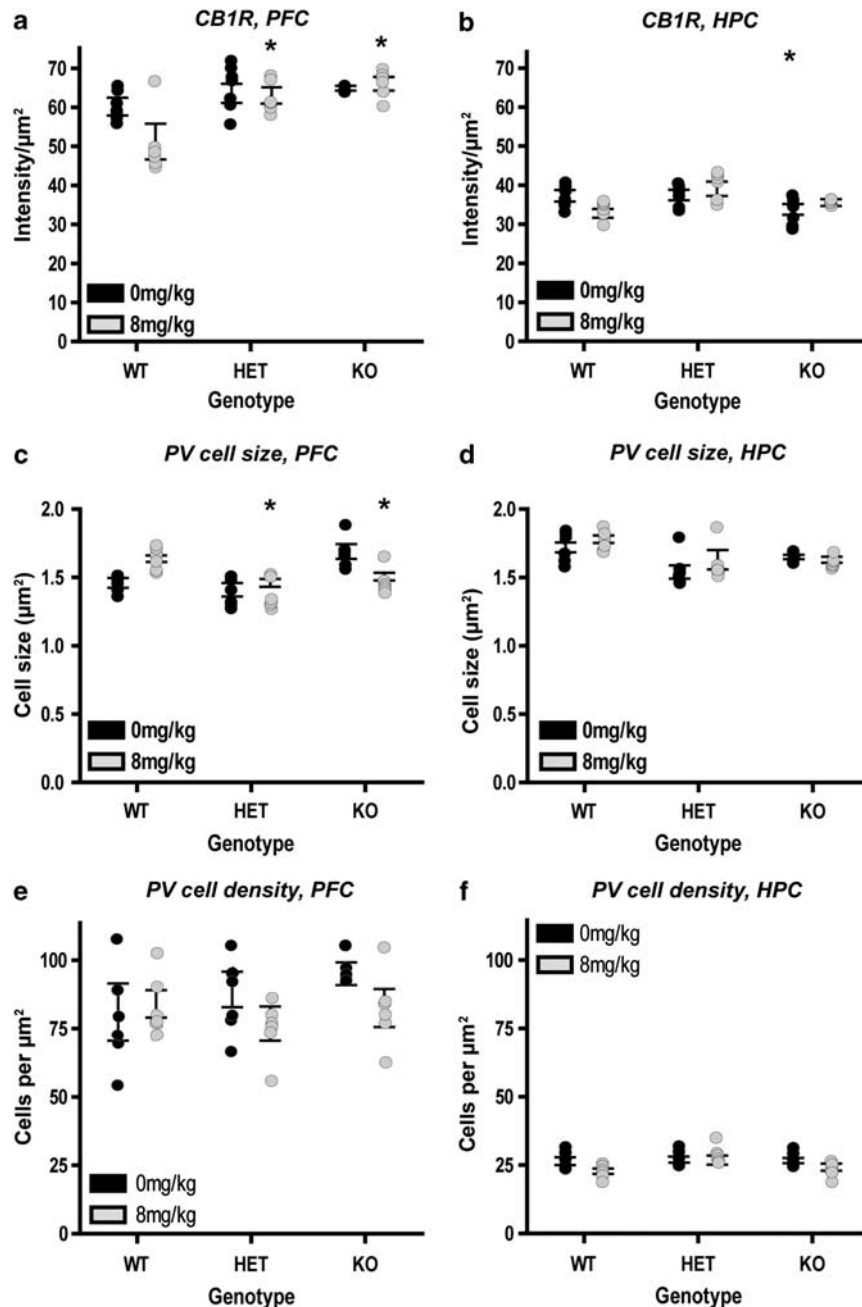 a
CB1R, PFC
* *
Intensity/µm²
70
60
50
40
30
20
10
0
0mg/kg
8mg/kg
WT HET KO
Genotype
b
CB1R, HPC
*
Intensity/µm²
70
60
50
40
30
20
10
0
0mg/kg
8mg/kg
WT HET KO
Genotype
c
PV cell size, PFC
* *
Cell size (µm²)
2.0
1.5
1.0
0.5
0.0
0mg/kg
8mg/kg
WT HET KO
Genotype
d
PV cell size, HPC
Cell size (µm²)
2.0
1.5
1.0
0.5
0.0
0mg/kg
8mg/kg
WT HET KO
Genotype
e
PV cell density, PFC
Cells per µm²
100
75
50
25
0
0mg/kg
8mg/kg
WT HET KO
Genotype
f
PV cell density, HPC
Cells per µm²
100
75
50
25
0
0mg/kg
8mg/kg
WT HET KO
Genotype